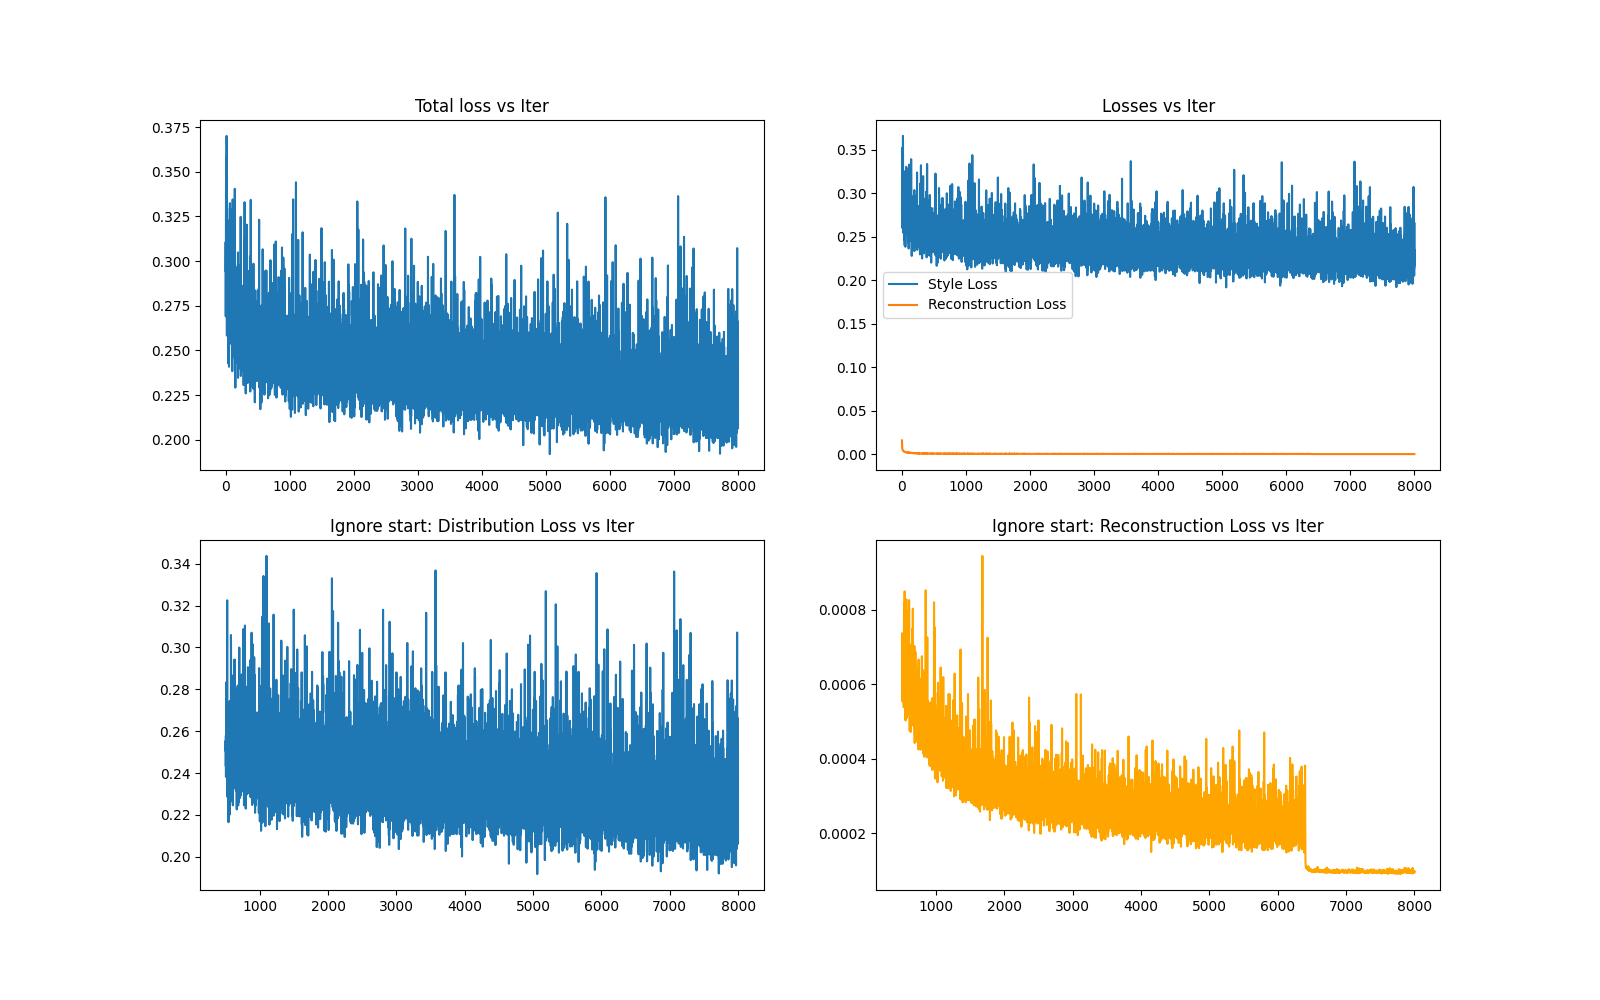 Total loss vs Iter
0.375
0.350
0.325
0.300
0.275
0.250
0.225
0.200
0 1000 2000 3000 4000 5000 6000 7000 8000
Losses vs Iter
0.35
0.30
0.25
0.20
0.15
0.10
0.05
0.00
Style Loss
Reconstruction Loss
0 1000 2000 3000 4000 5000 6000 7000 8000
Ignore start: Distribution Loss vs Iter
0.34
0.32
0.30
0.28
0.26
0.24
0.22
0.20
1000 2000 3000 4000 5000 6000 7000 8000
Ignore start: Reconstruction Loss vs Iter
0.0008
0.0006
0.0004
0.0002
1000 2000 3000 4000 5000 6000 7000 8000